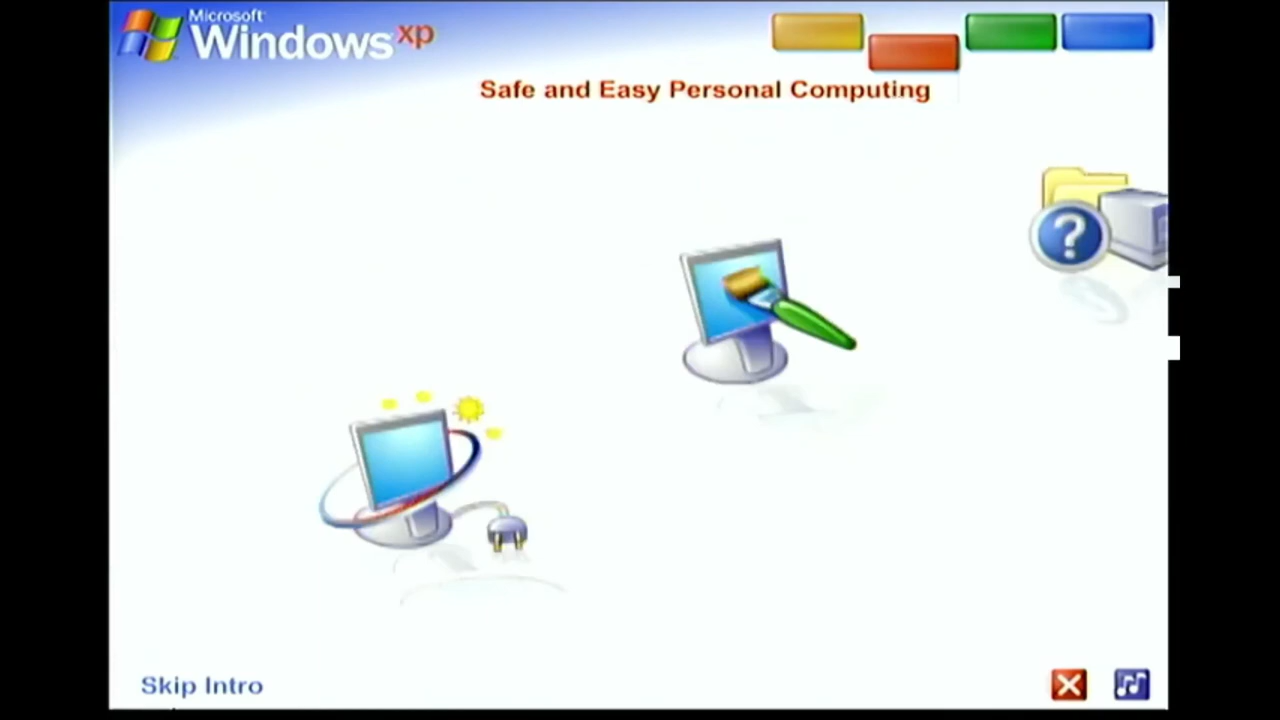 Microsoft
Windows xp
Safe and Easy Personal Computing
?
Skip Intro